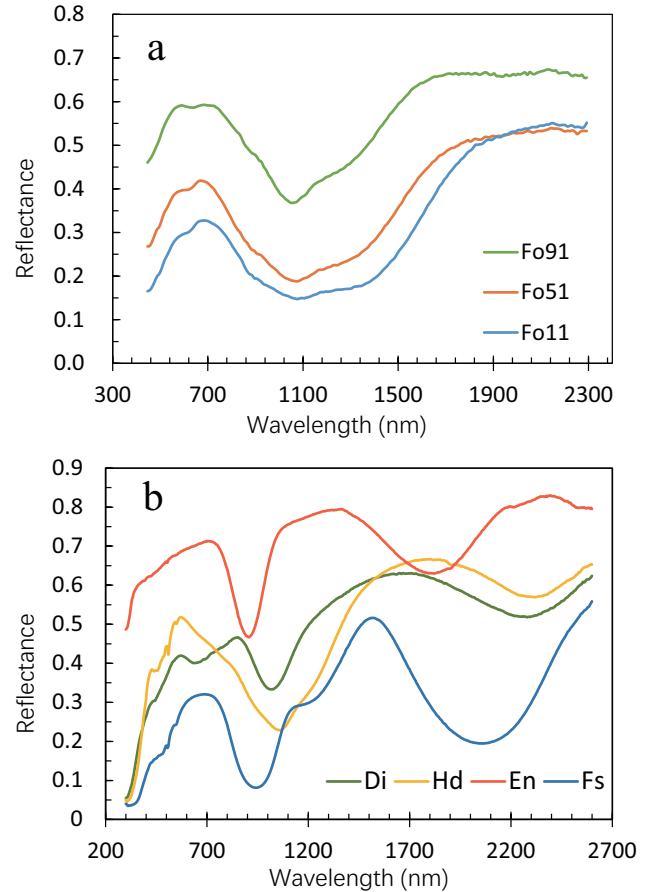 a
0.8
0.7
0.6
0.5
0.4
0.3
0.2
0.1
0.0
Reflectance
Fo91
Fo51
Fo11
300 700 1100 1500 1900 2300
Wavelength (nm)
b
0.9
0.8
0.7
0.6
0.5
0.4
0.3
0.2
0.1
0
Reflectance
Di Hd En Fs
200 700 1200 1700 2200 2700
Wavelength (nm)